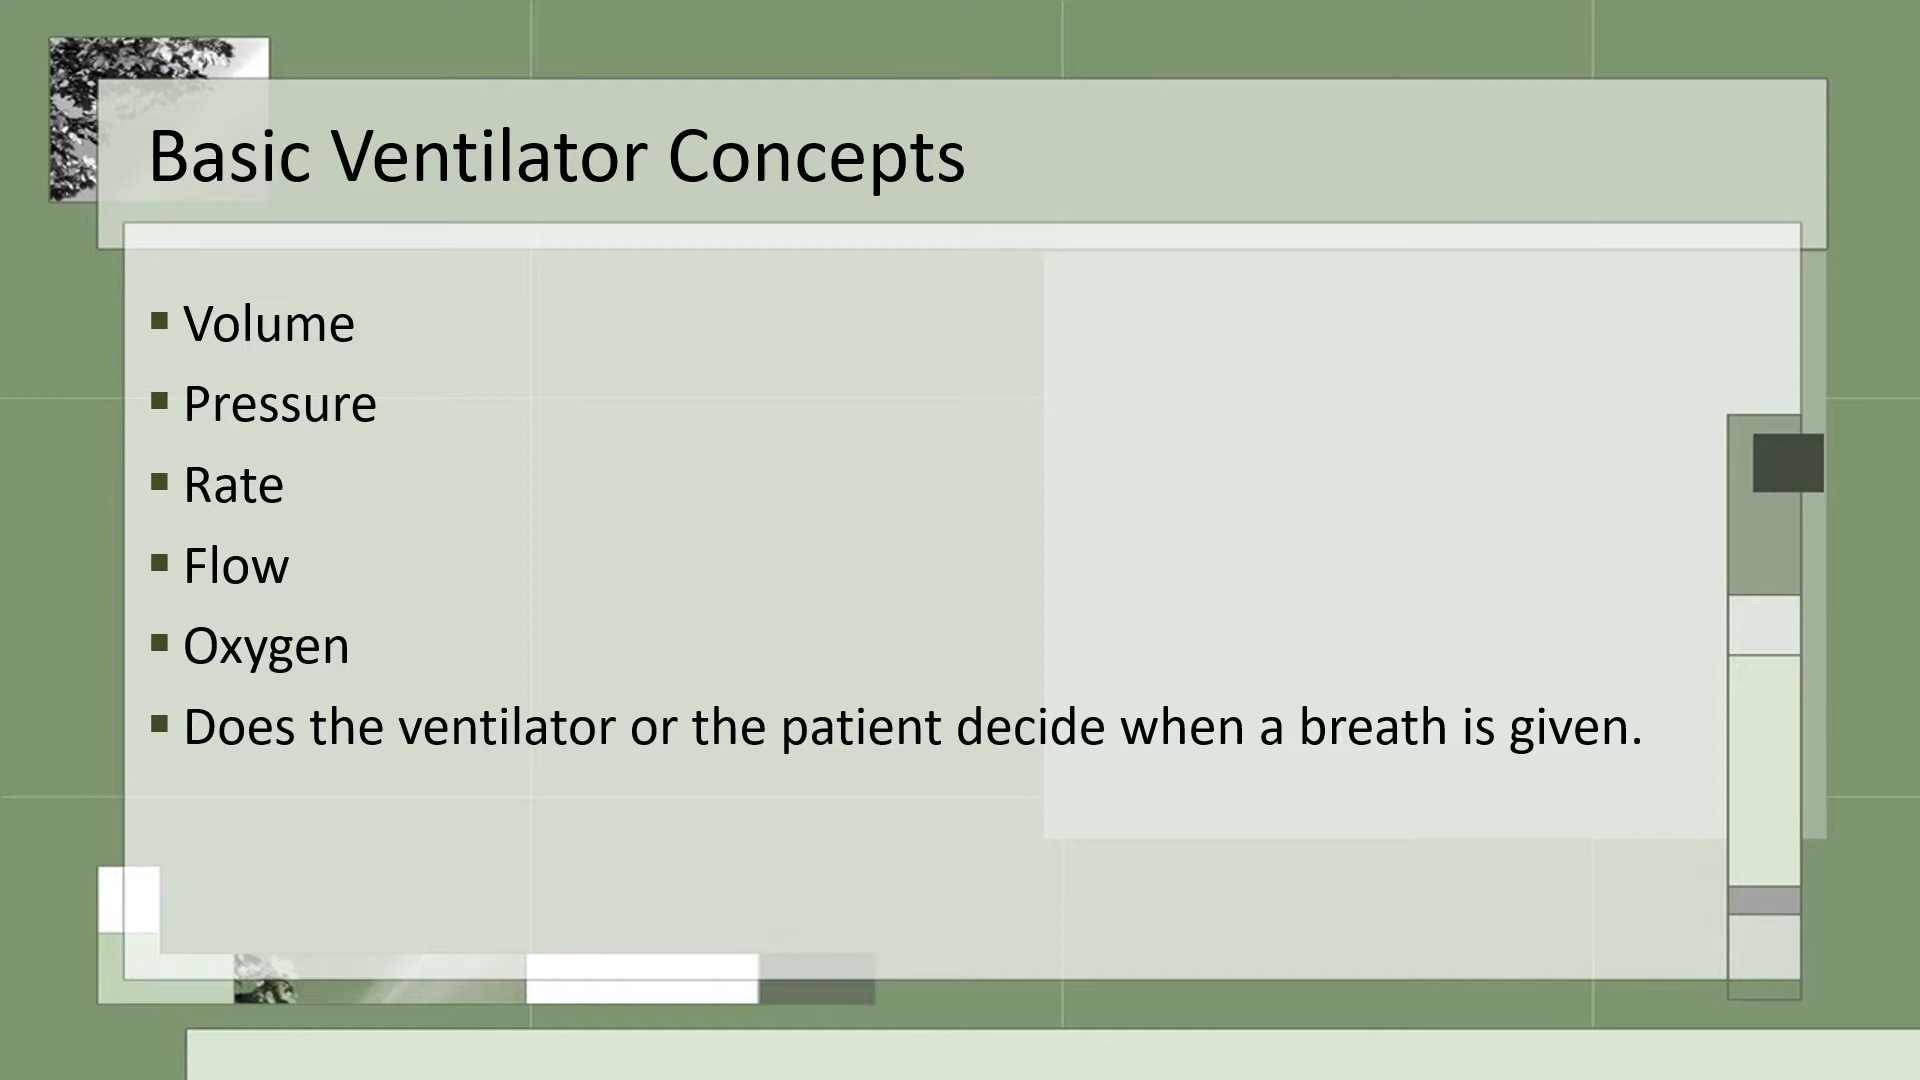 Basic Ventilator Concepts
▪ Volume
▪ Pressure
▪ Rate
▪ Flow
▪ Oxygen
▪ Does the ventilator or the patient decide when a breath is given.